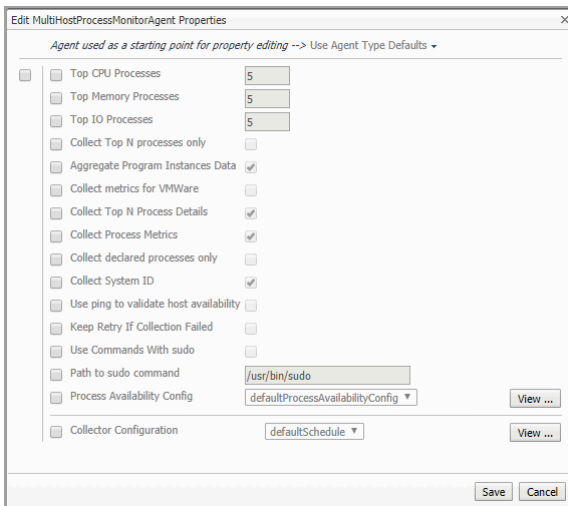 Edit MultiHostProcessMonitorAgent Properties
Agent used as a starting point for property editing --> Use Agent Type Defaults
Top CPU Processes 5
Top Memory Processes 5
Top IO Processes 5
Collect Top N processes only
Aggregate Program Instances Data
Collect metrics for VMWare
Collect Top N Process Details
Collect Process Metrics
Collect declared processes only
Collect System ID
Use ping to validate host availability
Keep Retry If Collection Failed
Use Commands With sudo
Path to sudo command /usr/bin/sudo
Process Availability Config defaultProcessAvailabilityConfig View ...
Collector Configuration defaultSchedule View ...
Save Cancel